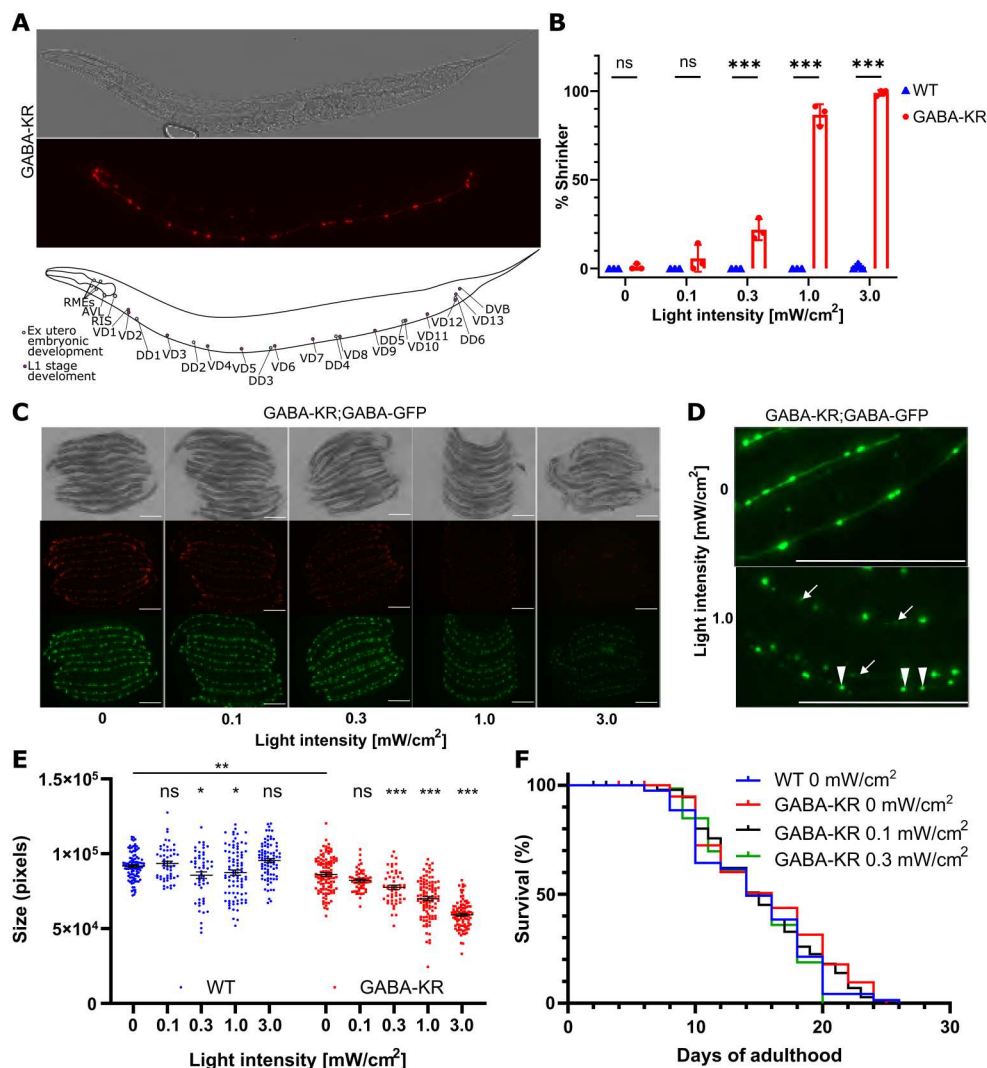 A
GABA-KR
RMEs
AVL
RIS
VD1
VD2
DD1
VD3
DD2
VD4
VD5
DD3
VD6
VD7
DD4
VD8
VD9
DD5
VD10
VD11
VD12
DD6
VD13
DVB
Ex utero
embryonic
development
L1 stage
develoment
B
ns
ns
***
***
***
WT
GABA-KR
% Shrinker
100
50
0
0
0.1
0.3
1.0
3.0
Light intensity [mW/cm²]
C
GABA-KR;GABA-GFP
0
0.1
0.3
1.0
3.0
Light intensity [mW/cm²]
D
GABA-KR;GABA-GFP
Light intensity [mW/cm²]
0
1.0
E
Size (pixels)
1.5×10⁵
1×10⁵
5×10⁴
0
**
ns
*
*
ns
ns
***
***
***
WT
GABA-KR
0
0.1
0.3
1.0
3.0
0
0.1
0.3
1.0
3.0
Light intensity [mW/cm²]
F
Survival (%)
100
50
0
WT 0 mW/cm²
GABA-KR 0 mW/cm²
GABA-KR 0.1 mW/cm²
GABA-KR 0.3 mW/cm²
0
10
20
30
Days of adulthood